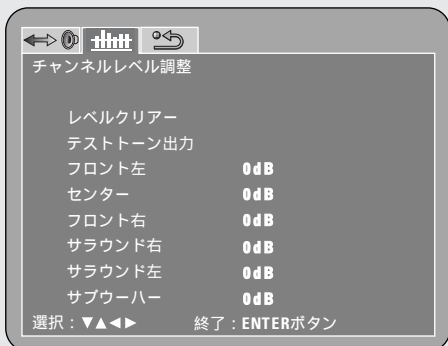 チャンネルレベル調整
レベルクリアー
テストトーン出力
フロント左 0dB
センター 0dB
フロント右 0dB
サラウンド右 0dB
サラウンド左 0dB
サブウーハー 0dB
選択：▼▲◀▶ 終了：ENTERボタン